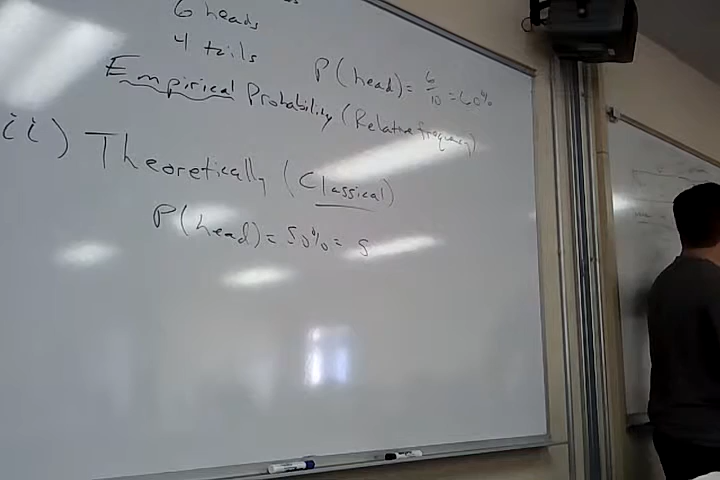 6 heads
4 tails
P(head) = 6/10 = 60%
Empirical Probability (Relative frequency)
ii) Theoretically (Classical)
P(head) = 50% = 5